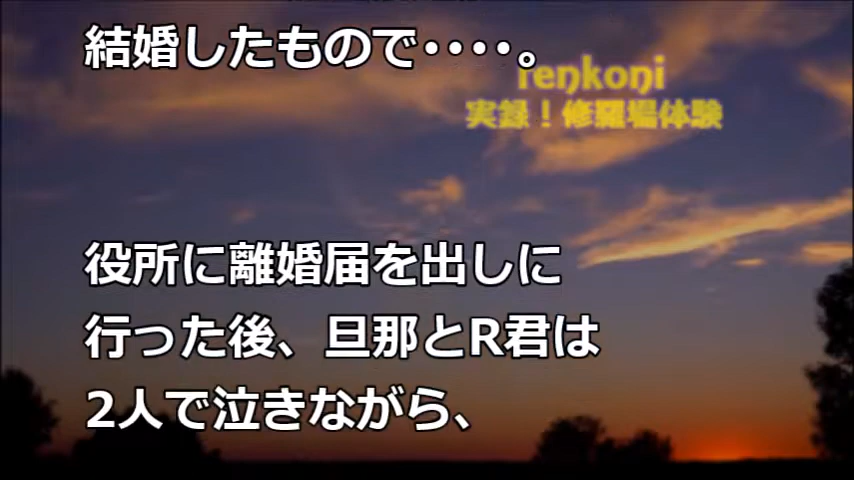 結婚したもので････。
renkoni
実録！修羅場体験
役所に離婚届を出しに
行った後、旦那とR君は
2人で泣きながら、